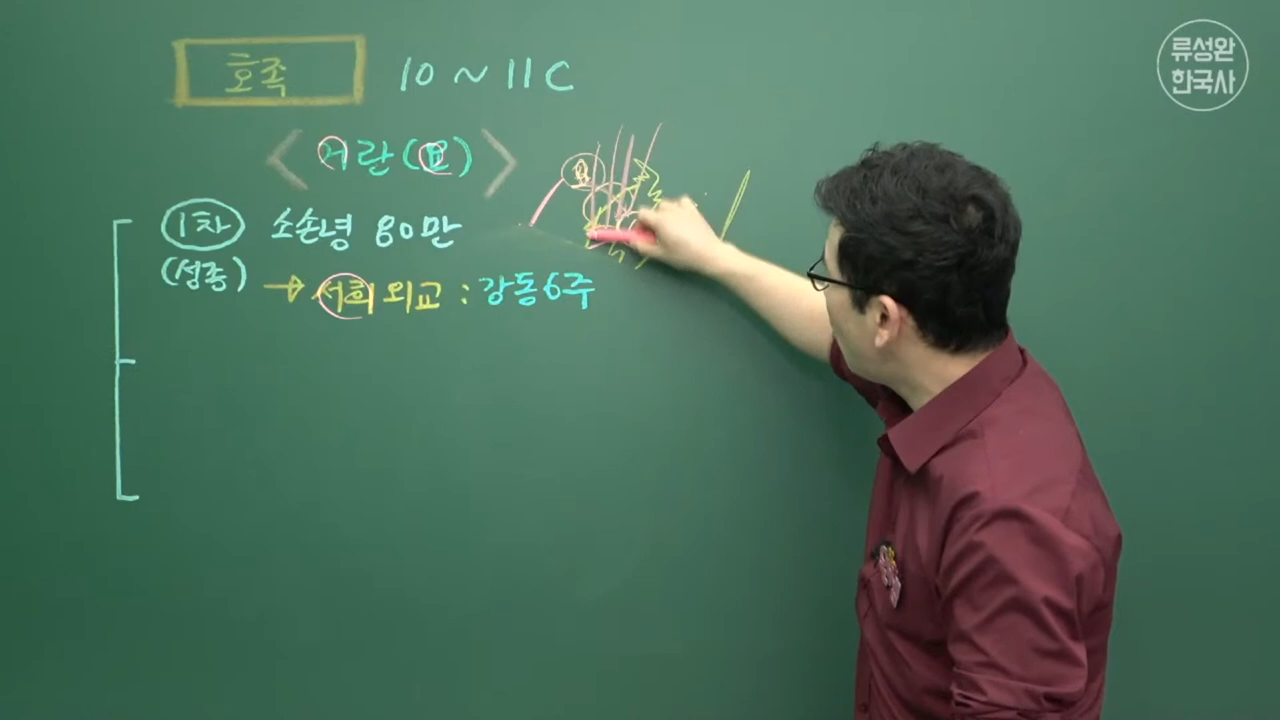 호족 10 ~ 11C
<거란(요)>
요
1차 소손녕 80만
(성종)
→ 서희 외교 : 강동6주
류성완
한국사